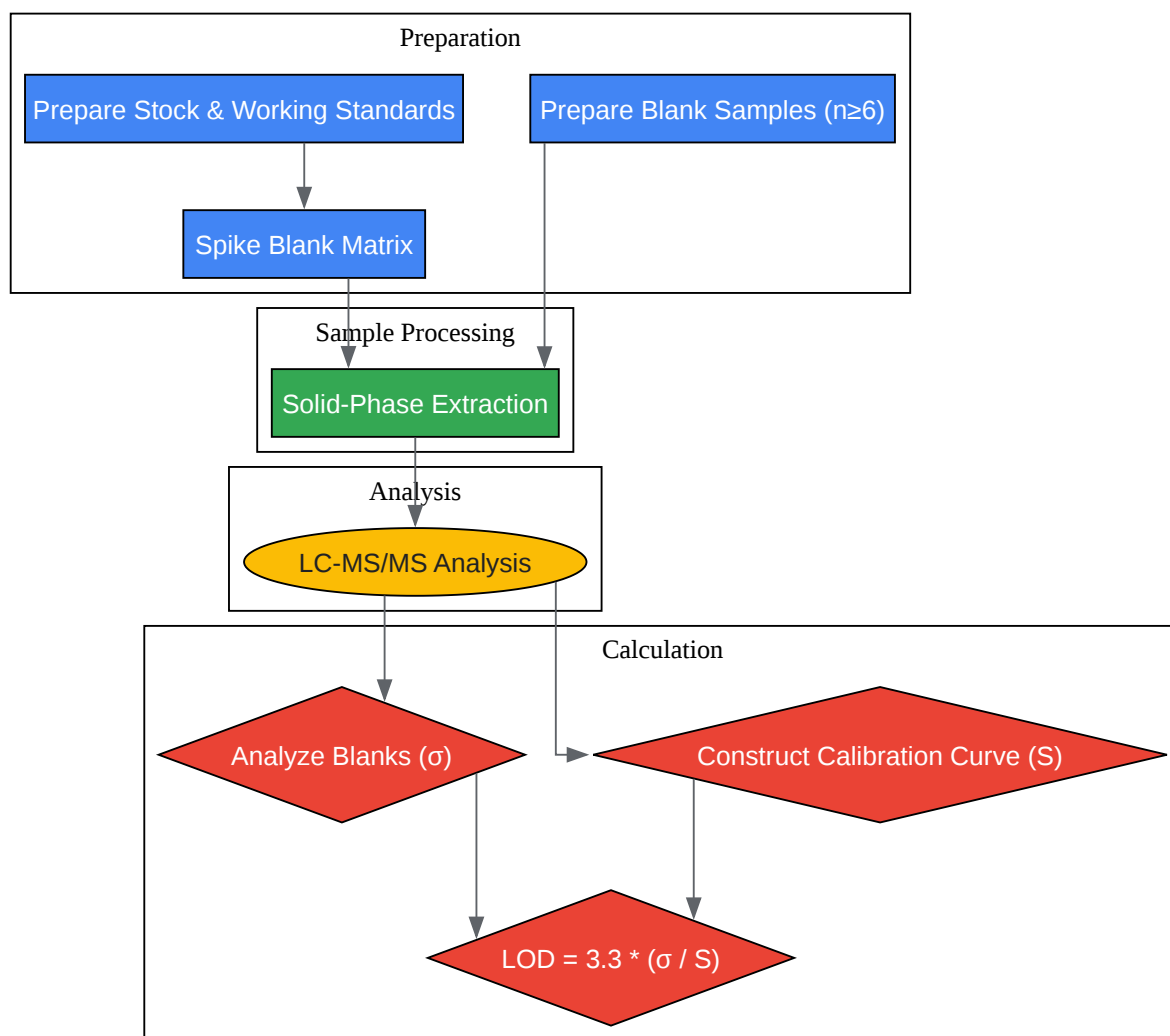 Preparation
Prepare Stock & Working Standards
Prepare Blank Samples (n≥6)
Spike Blank Matrix
Sample Processing
Solid-Phase Extraction
Analysis
LC-MS/MS Analysis
Calculation
Analyze Blanks (σ)
Construct Calibration Curve (S)
LOD = 3.3 * (σ / S)